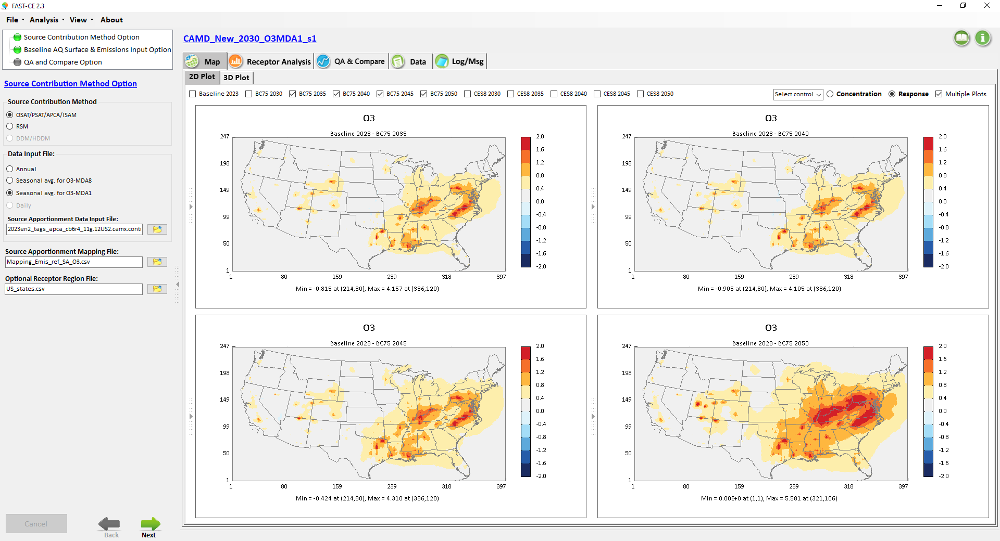 FAST-CE 2.3
File Analysis View About
Source Contribution Method Option
Baseline AQ Surface & Emissions Input Option
QA and Compare Option
Source Contribution Method Option
Source Contribution Method
OSAT/PSAT/APCA/ISAM
RSM
DDM/HDDM
Data Input File:
Annual
Seasonal avg. for O3-MDA8
Seasonal avg. for O3-MDA1
Daily
Source Apportionment Data Input File:
2023en2_tags_apca_cb6r4_11g.12US2.camx.contr
Source Apportionment Mapping File:
Mapping_Emis_ref_SA_O3.csv
Optional Receptor Region File:
US_states.csv
Cancel
Back
Next
CAMD_New_2030_O3MDA1_s1
Map Receptor Analysis QA & Compare Data Log/Msg
2D Plot 3D Plot
Baseline 2023 BC75 2030 BC75 2035 BC75 2040 BC75 2045 BC75 2050 CES8 2030 CES8 2035 CES8 2040 CES8 2045 CES8 2050 Select control Concentration Response Multiple Plots
O3
Baseline 2023 - BC75 2035
247
198
149
99
50
1
1 80 159 239 318 397
2.0
1.6
1.2
0.8
0.4
0.0
-0.4
-0.8
-1.2
-1.6
-2.0
Min = -0.815 at (214,80), Max = 4.157 at (336,120)
O3
Baseline 2023 - BC75 2040
247
198
149
99
50
1
1 80 159 239 318 397
2.0
1.6
1.2
0.8
0.4
0.0
-0.4
-0.8
-1.2
-1.6
-2.0
Min = -0.905 at (214,80), Max = 4.105 at (336,120)
O3
Baseline 2023 - BC75 2045
247
198
149
99
50
1
1 80 159 239 318 397
2.0
1.6
1.2
0.8
0.4
0.0
-0.4
-0.8
-1.2
-1.6
-2.0
Min = -0.424 at (214,80), Max = 4.310 at (336,120)
O3
Baseline 2023 - BC75 2050
247
198
149
99
50
1
1 80 159 239 318 397
2.0
1.6
1.2
0.8
0.4
0.0
-0.4
-0.8
-1.2
-1.6
-2.0
Min = 0.00E+0 at (1,1), Max = 5.581 at (321,106)